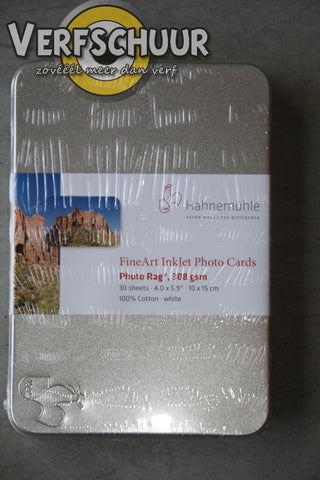 VERFSCHUUR
zovéél meer dan verf
Hahnemühle
PAPER MAKES THE DIFFERENCE
FineArt InkJet Photo Cards
Photo Rag®, 308 gsm
30 sheets · 4.0 x 5.9" · 10 x 15 cm
100% Cotton · white